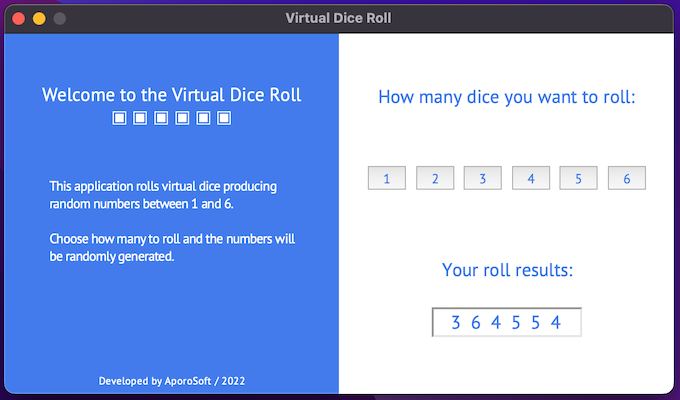 Virtual Dice Roll
Welcome to the Virtual Dice Roll
This application rolls virtual dice producing
random numbers between 1 and 6.
Choose how many to roll and the numbers will
be randomly generated.
Developed by AporoSoft / 2022
How many dice you want to roll:
1 2 3 4 5 6
Your roll results:
3 6 4 5 5 4